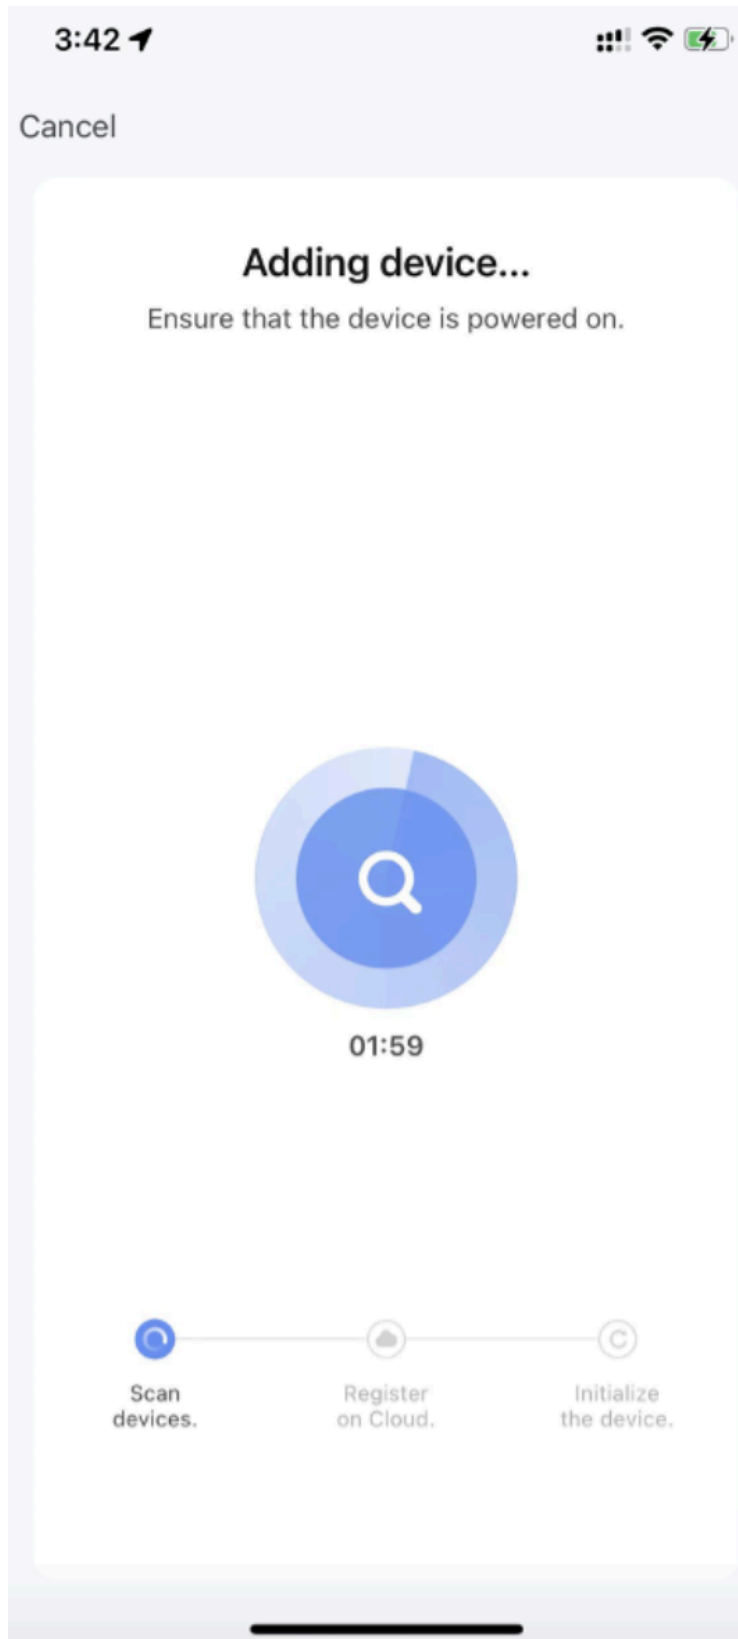 3:42
Cancel
Adding device...
Ensure that the device is powered on.
01:59
Scan
devices.
Register
on Cloud.
Initialize
the device.